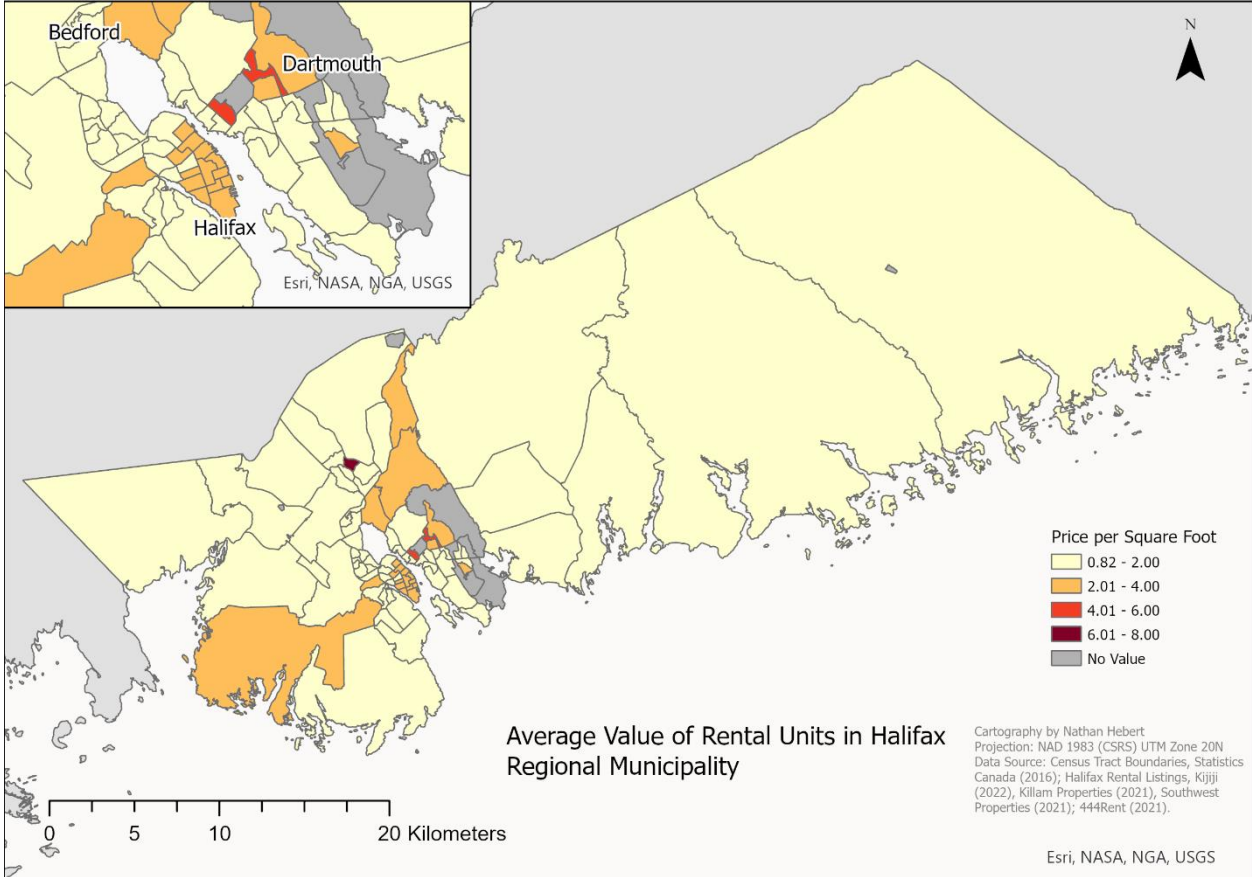 Bedford
Dartmouth
Halifax
Esri, NASA, NGA, USGS
N
Price per Square Foot
0.82 - 2.00
2.01 - 4.00
4.01 - 6.00
6.01 - 8.00
No Value
Average Value of Rental Units in Halifax
Regional Municipality
Cartography by Nathan Hebert
Projection: NAD 1983 (CSRS) UTM Zone 20N
Data Source: Census Tract Boundaries, Statistics
Canada (2016); Halifax Rental Listings, Kijiji
(2022), Killam Properties (2021), Southwest
Properties (2021); 444Rent (2021).
0 5 10 20 Kilometers
Esri, NASA, NGA, USGS